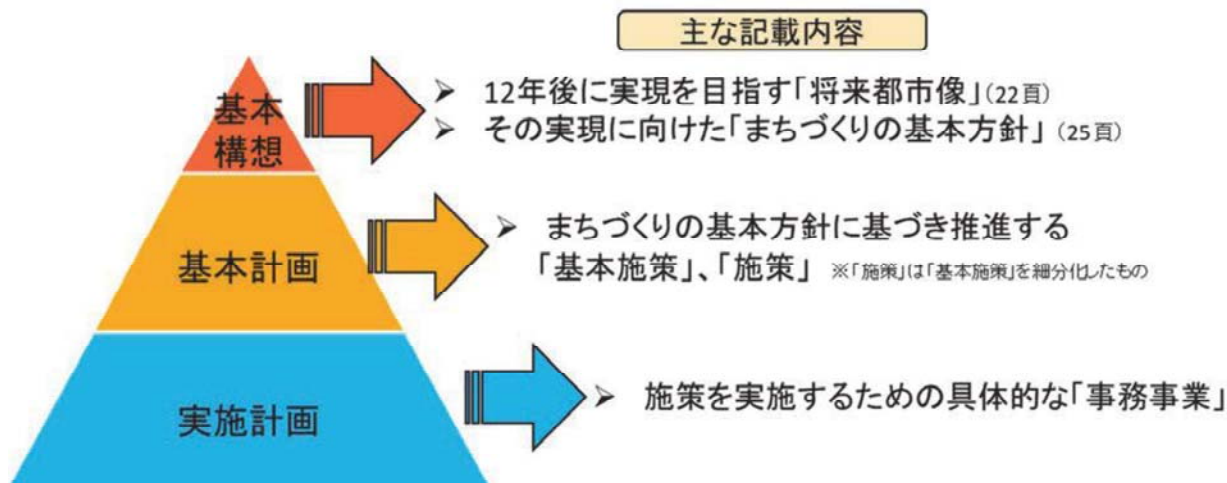 主な記載内容
基本
構想
➢ 12年後に実現を目指す「将来都市像」(22頁)
➢ その実現に向けた「まちづくりの基本方針」(25頁)
基本計画
➢ まちづくりの基本方針に基づき推進する
「基本施策」、「施策」 ※「施策」は「基本施策」を細分化したもの
実施計画
➢ 施策を実施するための具体的な「事務事業」